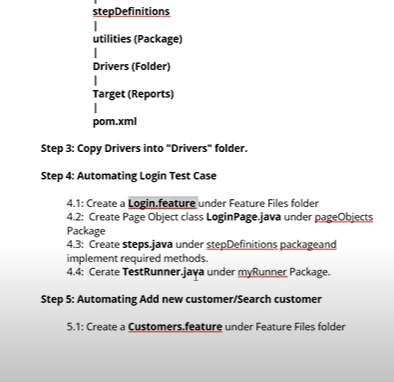 stepDefinitions
|
utilities (Package)
|
Drivers (Folder)
|
Target (Reports)
|
pom.xml
Step 3: Copy Drivers into "Drivers" folder.
Step 4: Automating Login Test Case
4.1: Create a Login.feature under Feature Files folder
4.2: Create Page Object class LoginPage.java under pageObjects
Package
4.3: Create steps.java under stepDefinitions packageand
implement required methods.
4.4: Cerate TestRunner.java under myRunner Package.
Step 5: Automating Add new customer/Search customer
5.1: Create a Customers.feature under Feature Files folder